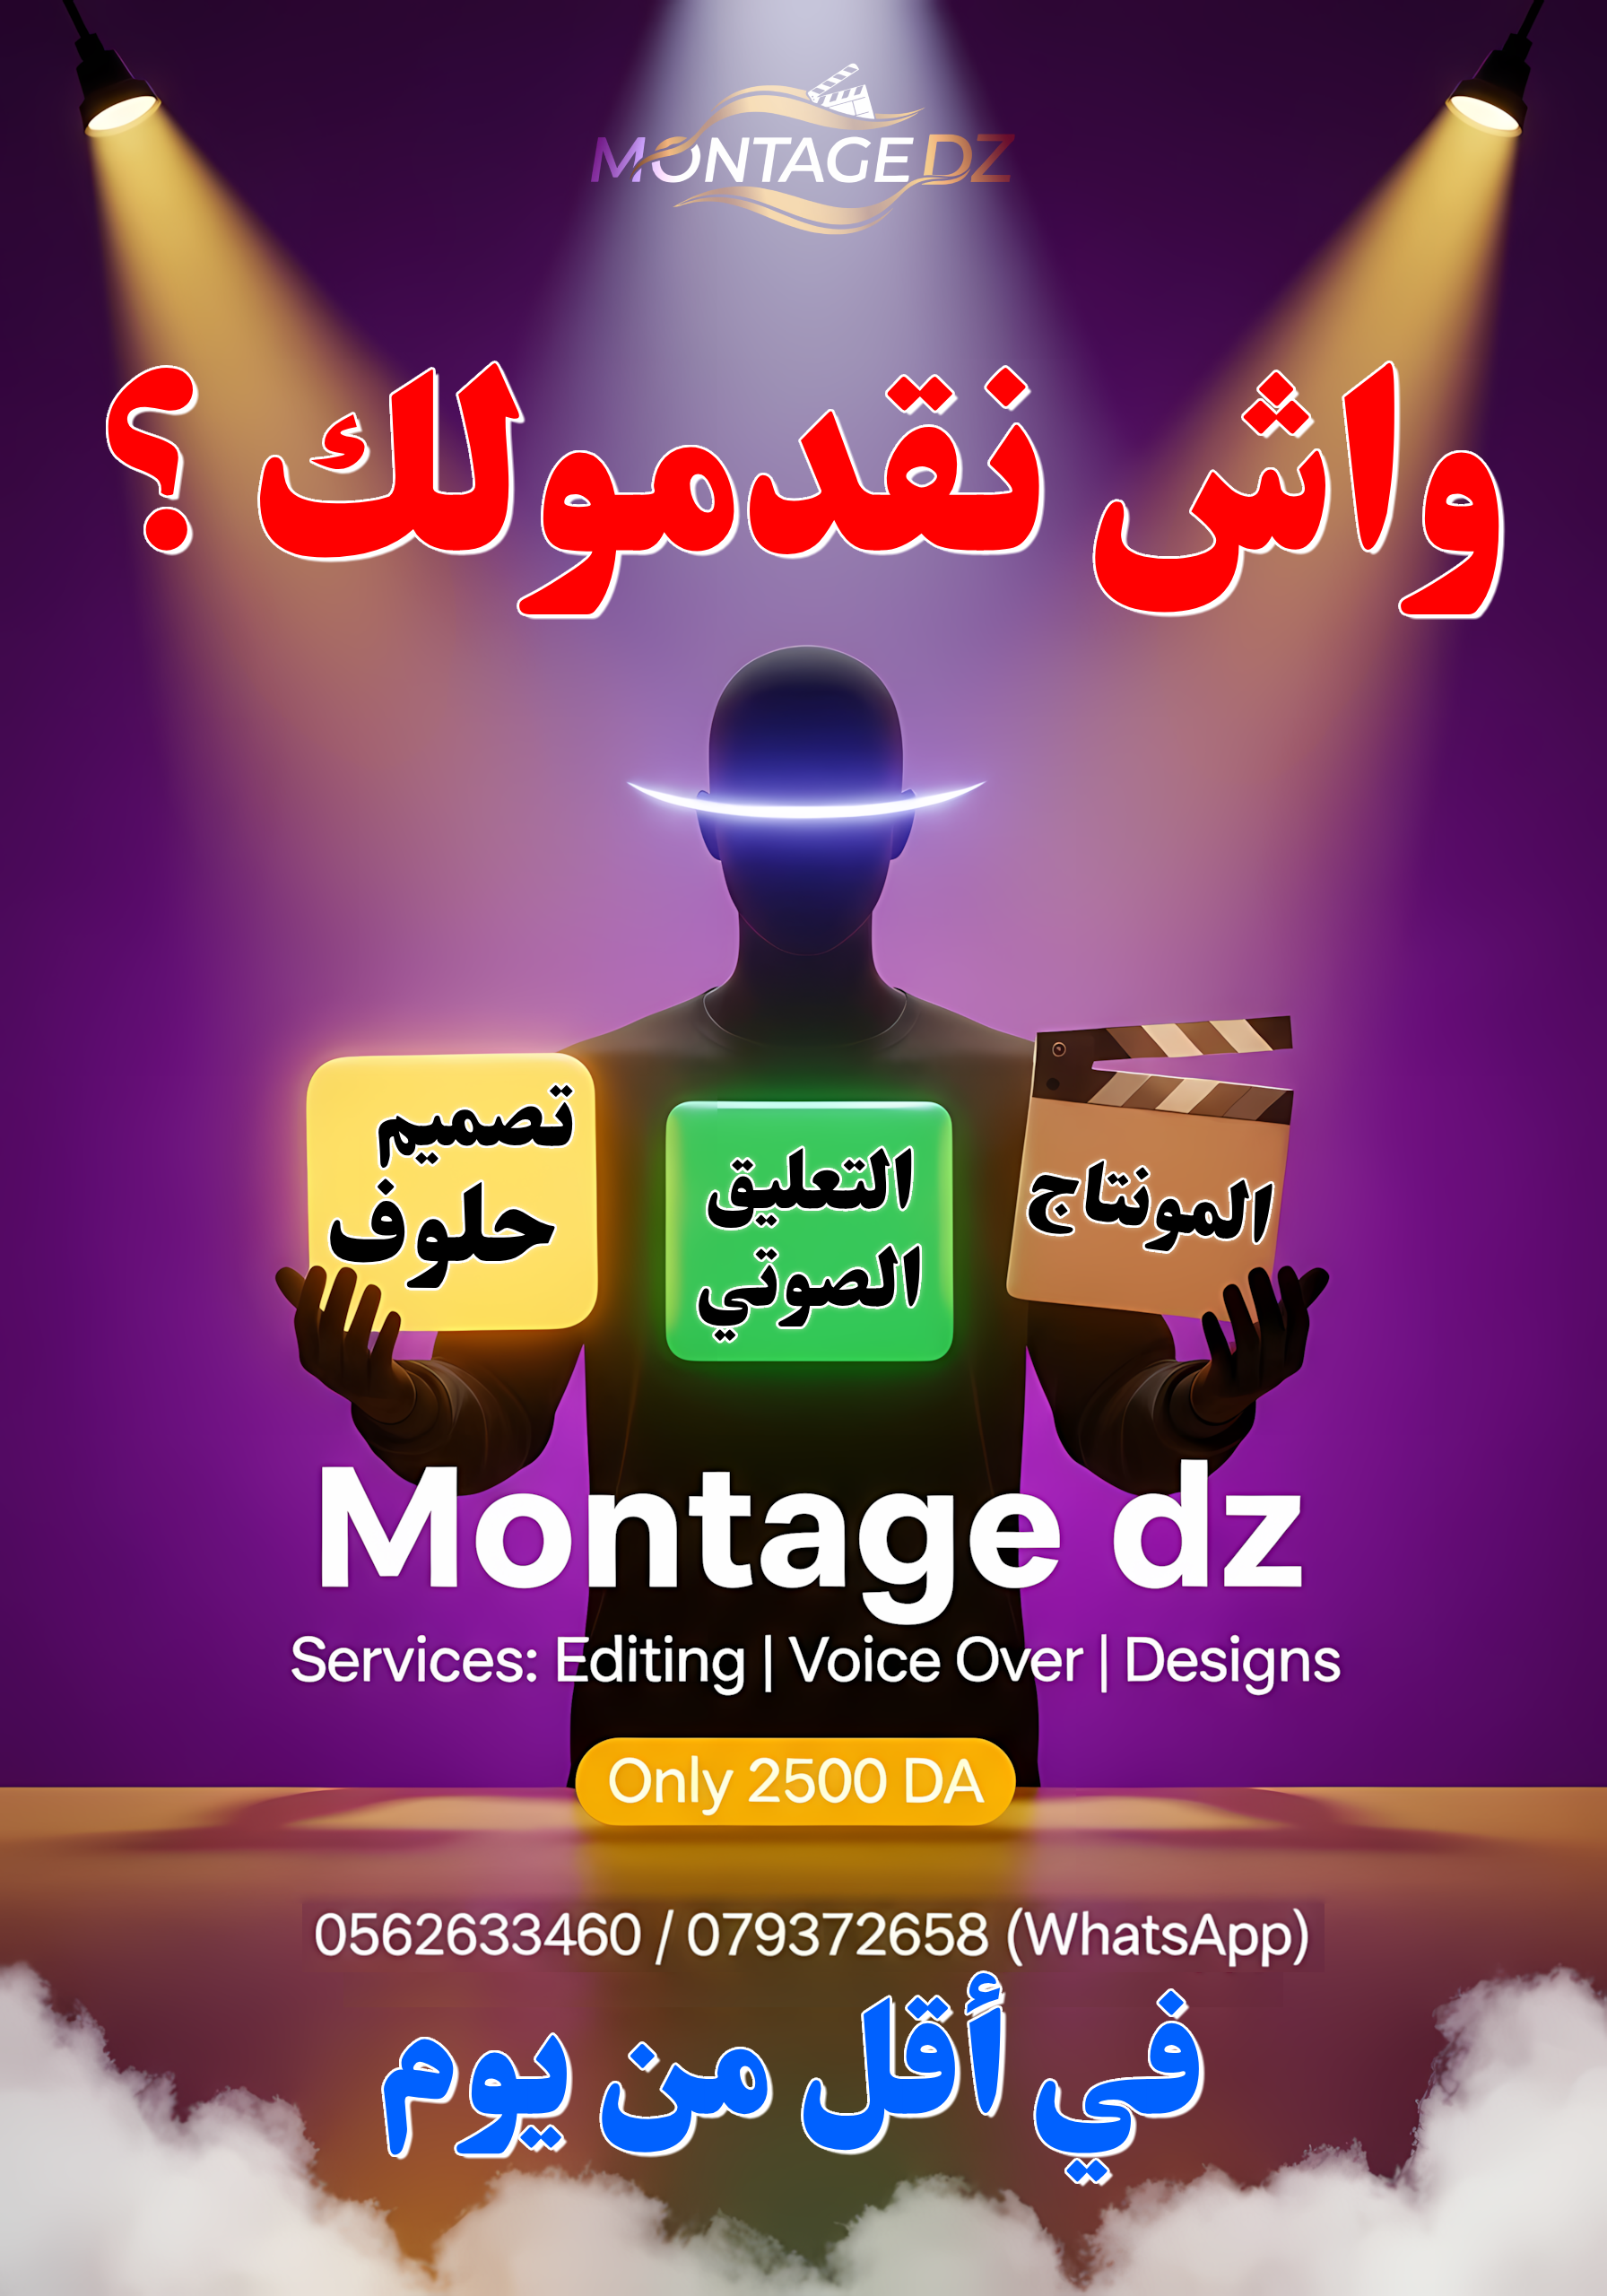 MONTAGE DZ
واش نقدمولك ؟
المونتاج
التعليق
الصوتي
تصميم
حلوف
Montage dz
Services: Editing | Voice Over | Designs
Only 2500 DA
0562633460 / 079372658 (WhatsApp)
في أقل من يوم